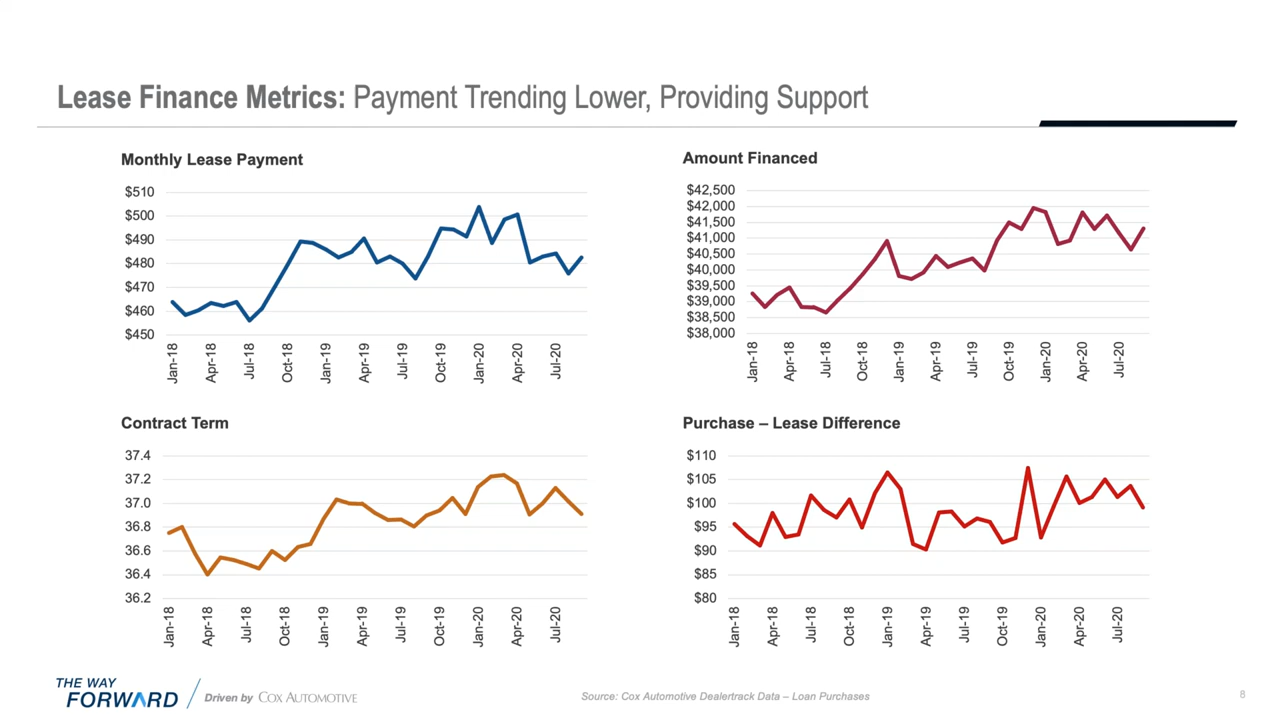 Lease Finance Metrics: Payment Trending Lower, Providing Support
Monthly Lease Payment
$510
$500
$490
$480
$470
$460
$450
Jan-18
Apr-18
Jul-18
Oct-18
Jan-19
Apr-19
Jul-19
Oct-19
Jan-20
Apr-20
Jul-20
Amount Financed
$42,500
$42,000
$41,500
$41,000
$40,500
$40,000
$39,500
$39,000
$38,500
$38,000
Jan-18
Apr-18
Jul-18
Oct-18
Jan-19
Apr-19
Jul-19
Oct-19
Jan-20
Apr-20
Jul-20
Contract Term
37.4
37.2
37.0
36.8
36.6
36.4
36.2
Jan-18
Apr-18
Jul-18
Oct-18
Jan-19
Apr-19
Jul-19
Oct-19
Jan-20
Apr-20
Jul-20
Purchase – Lease Difference
$110
$105
$100
$95
$90
$85
$80
Jan-18
Apr-18
Jul-18
Oct-18
Jan-19
Apr-19
Jul-19
Oct-19
Jan-20
Apr-20
Jul-20
THE WAY
FORWARD
Driven by COX AUTOMOTIVE
Source: Cox Automotive Dealertrack Data – Loan Purchases
8